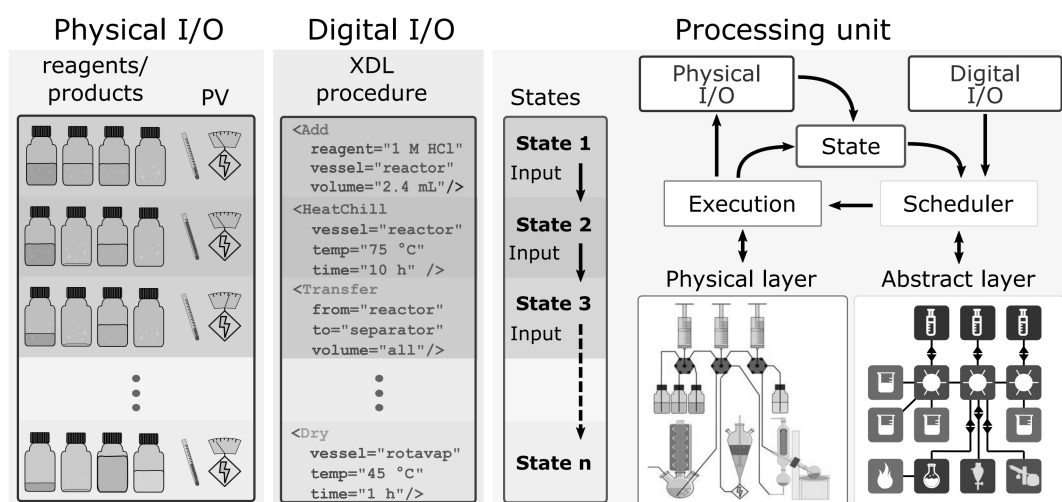 Physical I/O
reagents/
products
PV
Digital I/O
XDL
procedure
<Add
reagent="1 M HCl"
vessel="reactor"
volume="2.4 mL"/>
<HeatChill
vessel="reactor"
temp="75 °C"
time="10 h" />
<Transfer
from="reactor"
to="separator"
volume="all"/>
<Dry
vessel="rotavap"
temp="45 °C"
time="1 h"/>
Processing unit
States
State 1
Input
State 2
Input
State 3
Input
State n
Physical
I/O
Digital
I/O
State
Execution
Scheduler
Physical layer
Abstract layer